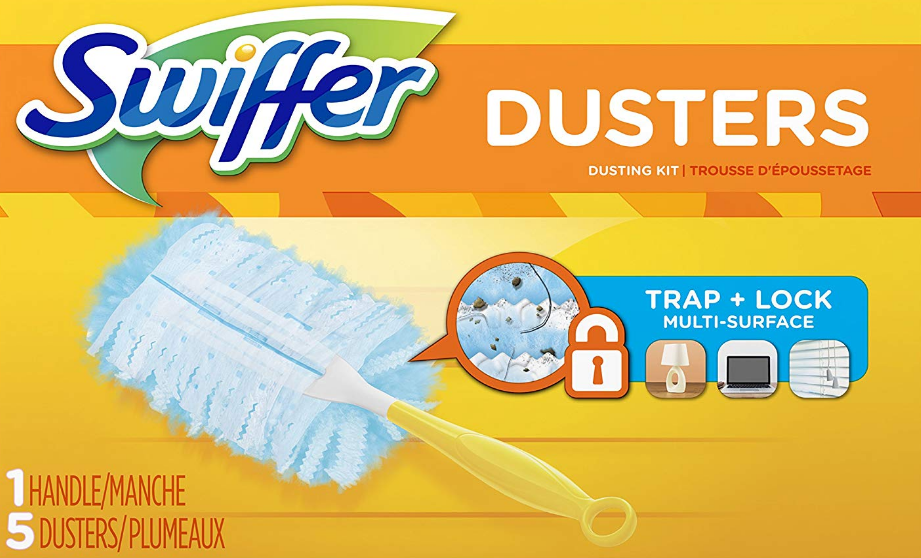 Swiffer
DUSTERS
DUSTING KIT | TROUSSE D'ÉPOUSSETAGE
TRAP + LOCK
MULTI-SURFACE
1 HANDLE/MANCHE
5 DUSTERS/PLUMEAUX